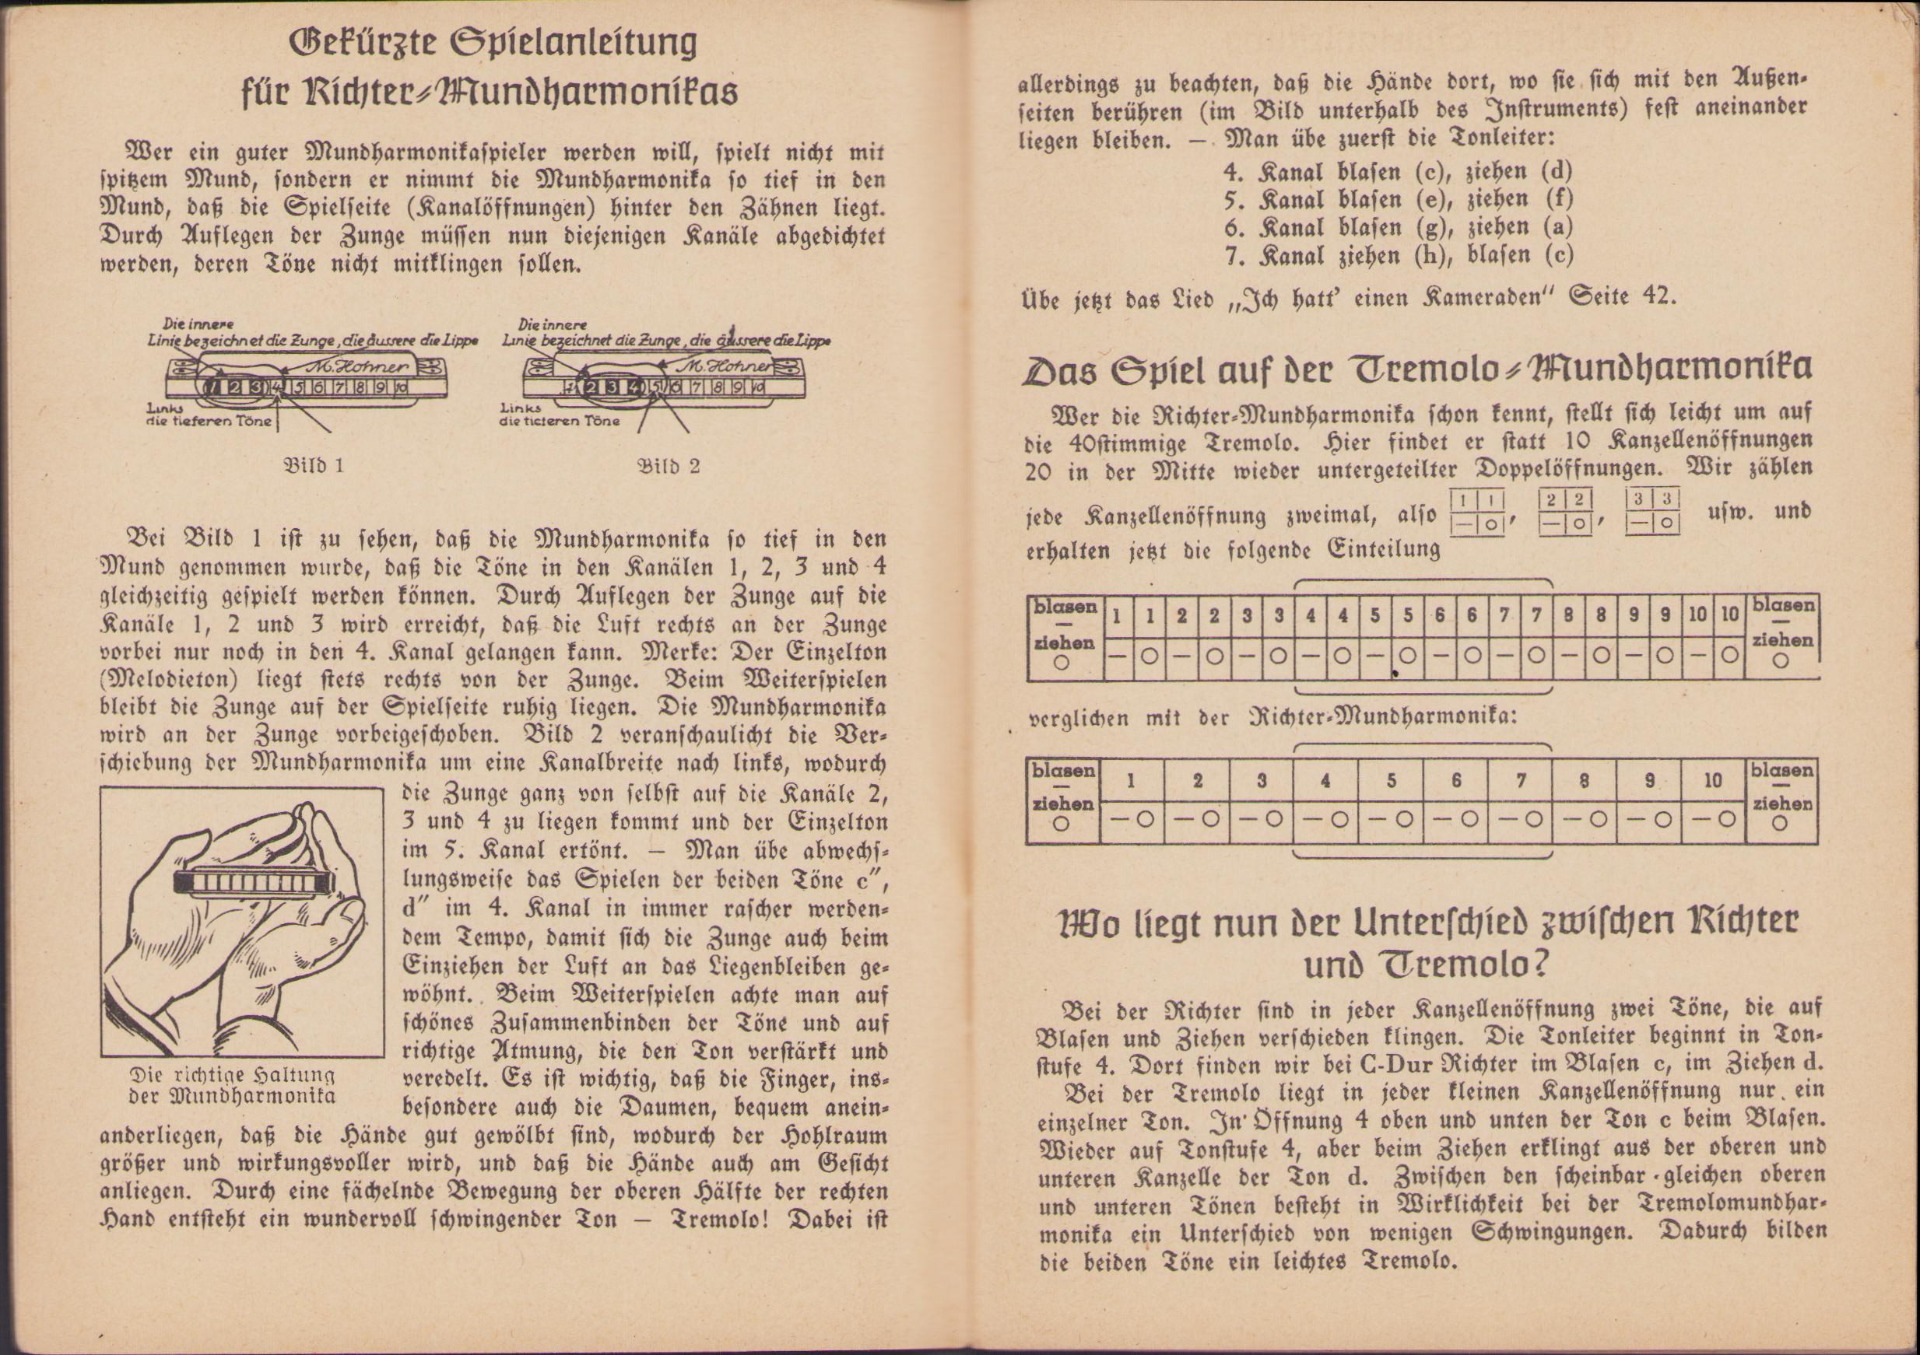 Gekürzte Spielanleitung
für Richter-Mundharmonikas
Wer ein guter Mundharmonikaspieler werden will, spielt nicht mit
spitzem Mund, sondern er nimmt die Mundharmonika so tief in den
Mund, daß die Spielseite (Kanalöffnungen) hinter den Zähnen liegt.
Durch Auflegen der Zunge müssen nun diejenigen Kanäle abgedichtet
werden, deren Töne nicht mitklingen sollen.
Die innere
Linie bezeichnet die Zunge, die äussere die Lippe
M. Hohner
1 2 3 4 5 6 7 8 9 10
Links
die tieferen Töne
Bild 1
Die innere
Linie bezeichnet die Zunge, die äussere die Lippe
M. Hohner
1 2 3 4 5 6 7 8 9 10
Links
die tieferen Töne
Bild 2
Bei Bild 1 ist zu sehen, daß die Mundharmonika so tief in den
Mund genommen wurde, daß die Töne in den Kanälen 1, 2, 3 und 4
gleichzeitig gespielt werden können. Durch Auflegen der Zunge auf die
Kanäle 1, 2 und 3 wird erreicht, daß die Luft rechts an der Zunge
vorbei nur noch in den 4. Kanal gelangen kann. Merke: Der Einzelton
(Melodieton) liegt stets rechts von der Zunge. Beim Weiterspielen
bleibt die Zunge auf der Spielseite ruhig liegen. Die Mundharmonika
wird an der Zunge vorbeigeschoben. Bild 2 veranschaulicht die Ver-
schiebung der Mundharmonika um eine Kanalbreite nach links, wodurch
die Zunge ganz von selbst auf die Kanäle 2,
3 und 4 zu liegen kommt und der Einzelton
im 5. Kanal ertönt. — Man übe abwechs-
lungsweise das Spielen der beiden Töne c″,
d″ im 4. Kanal in immer rascher werden-
dem Tempo, damit sich die Zunge auch beim
Einziehen der Luft an das Liegenbleiben ge-
wöhnt. Beim Weiterspielen achte man auf
schönes Zusammenbinden der Töne und auf
richtige Atmung, die den Ton verstärkt und
veredelt. Es ist wichtig, daß die Finger, ins-
besondere auch die Daumen, bequem anein-
Die richtige Haltung
der Mundharmonika
anderliegen, daß die Hände gut gewölbt sind, wodurch der Hohlraum
größer und wirkungsvoller wird, und daß die Hände auch am Gesicht
anliegen. Durch eine fächelnde Bewegung der oberen Hälfte der rechten
Hand entsteht ein wundervoll schwingender Ton — Tremolo! Dabei ist
allerdings zu beachten, daß die Hände dort, wo sie sich mit den Außen-
seiten berühren (im Bild unterhalb des Instruments) fest aneinander
liegen bleiben. — Man übe zuerst die Tonleiter:
4. Kanal blasen (c), ziehen (d)
5. Kanal blasen (e), ziehen (f)
6. Kanal blasen (g), ziehen (a)
7. Kanal ziehen (h), blasen (c)
Übe jetzt das Lied „Ich hatt' einen Kameraden" Seite 42.
Das Spiel auf der Tremolo-Mundharmonika
Wer die Richter-Mundharmonika schon kennt, stellt sich leicht um auf
die 40stimmige Tremolo. Hier findet er statt 10 Kanzellenöffnungen
20 in der Mitte wieder untergeteilter Doppelöffnungen. Wir zählen
1 1 2 2 3 3
jede Kanzellenöffnung zweimal, also — O, — O, — O usw. und
erhalten jetzt die folgende Einteilung
blasen 1 1 2 2 3 3 4 4 5 5 6 6 7 7 8 8 9 9 10 10 blasen
— —
ziehen — O — O — O — O — O — O — O — O — O — O ziehen
O O
verglichen mit der Richter-Mundharmonika:
blasen 1 2 3 4 5 6 7 8 9 10 blasen
— —
ziehen — O — O — O — O — O — O — O — O — O — O ziehen
O O
Wo liegt nun der Unterschied zwischen Richter
und Tremolo?
Bei der Richter sind in jeder Kanzellenöffnung zwei Töne, die auf
Blasen und Ziehen verschieden klingen. Die Tonleiter beginnt in Ton-
stufe 4. Dort finden wir bei C-Dur Richter im Blasen c, im Ziehen d.
Bei der Tremolo liegt in jeder kleinen Kanzellenöffnung nur ein
einzelner Ton. In Öffnung 4 oben und unten der Ton c beim Blasen.
Wieder auf Tonstufe 4, aber beim Ziehen erklingt aus der oberen und
unteren Kanzelle der Ton d. Zwischen den scheinbar gleichen oberen
und unteren Tönen besteht in Wirklichkeit bei der Tremolomundhar-
monika ein Unterschied von wenigen Schwingungen. Dadurch bilden
die beiden Töne ein leichtes Tremolo.